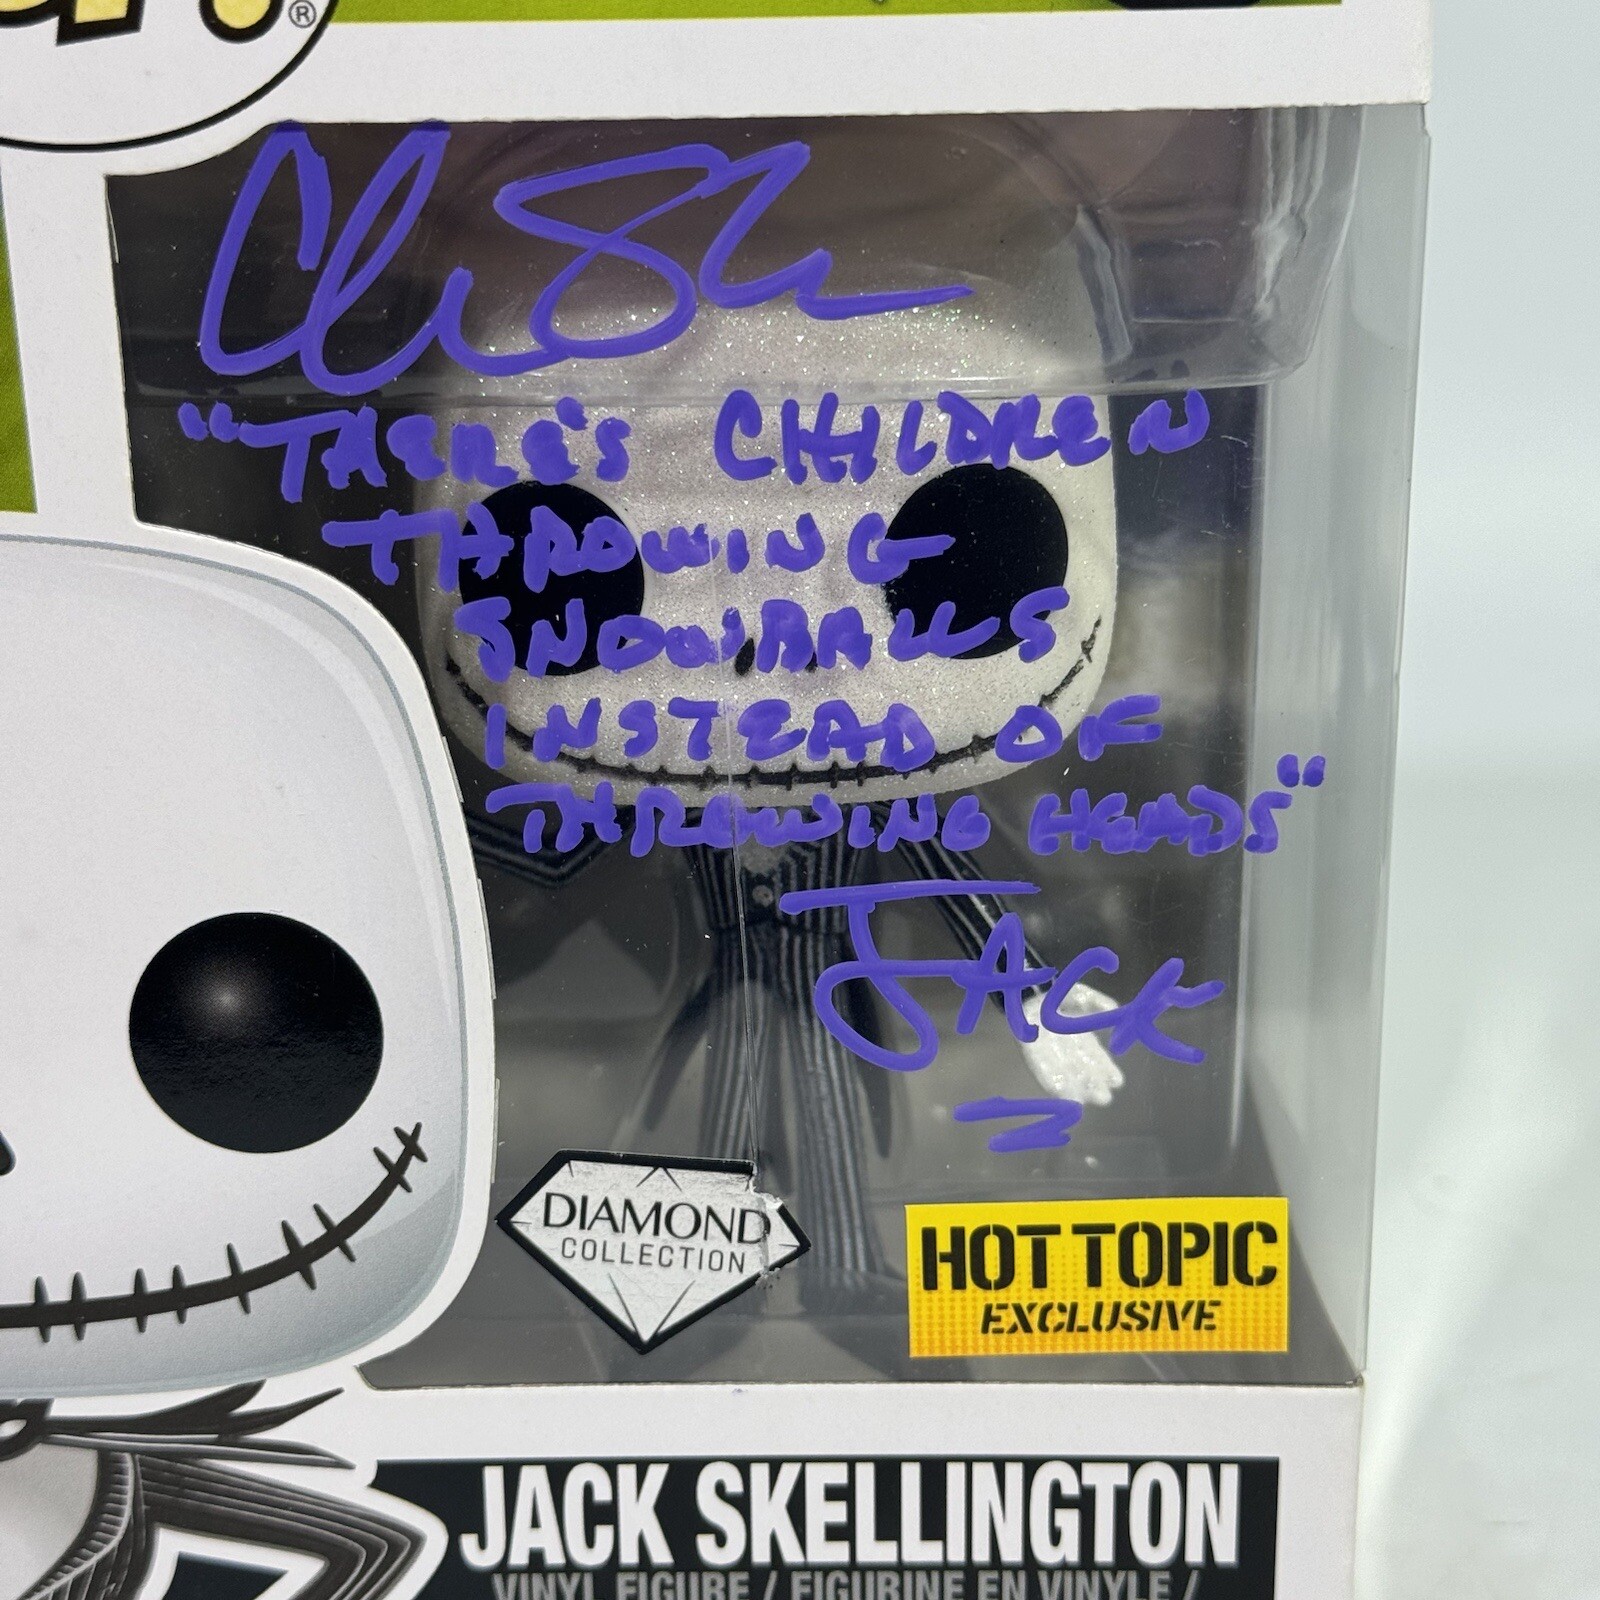 ®
"THERE'S CHILDREN
THROWING
SNOWBALLS
INSTEAD OF
THROWING HEADS"
JACK
DIAMOND
COLLECTION
HOT TOPIC
EXCLUSIVE
JACK SKELLINGTON
VINYL FIGURE / FIGURINE EN VINYLE /